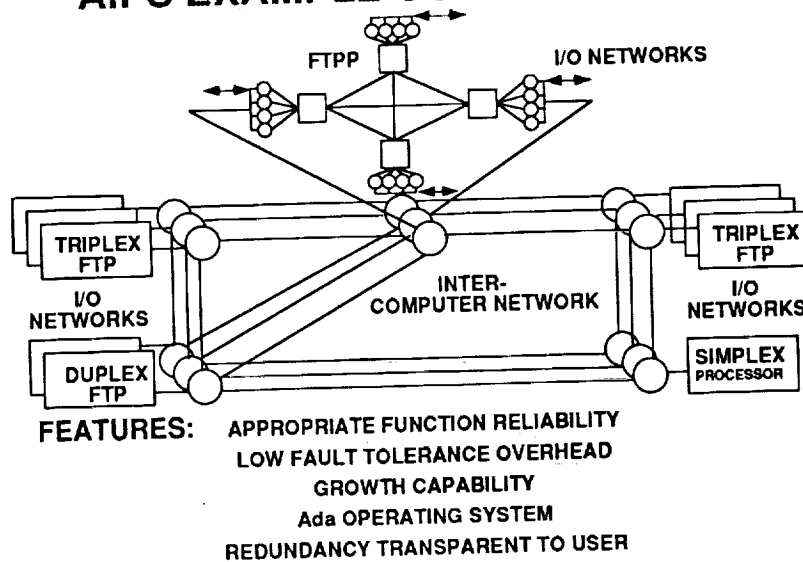 FTPP
I/O NETWORKS
TRIPLEX
FTP
TRIPLEX
FTP
I/O
NETWORKS
INTER-
COMPUTER NETWORK
I/O
NETWORKS
DUPLEX
FTP
SIMPLEX
PROCESSOR
FEATURES: APPROPRIATE FUNCTION RELIABILITY
LOW FAULT TOLERANCE OVERHEAD
GROWTH CAPABILITY
Ada OPERATING SYSTEM
REDUNDANCY TRANSPARENT TO USER